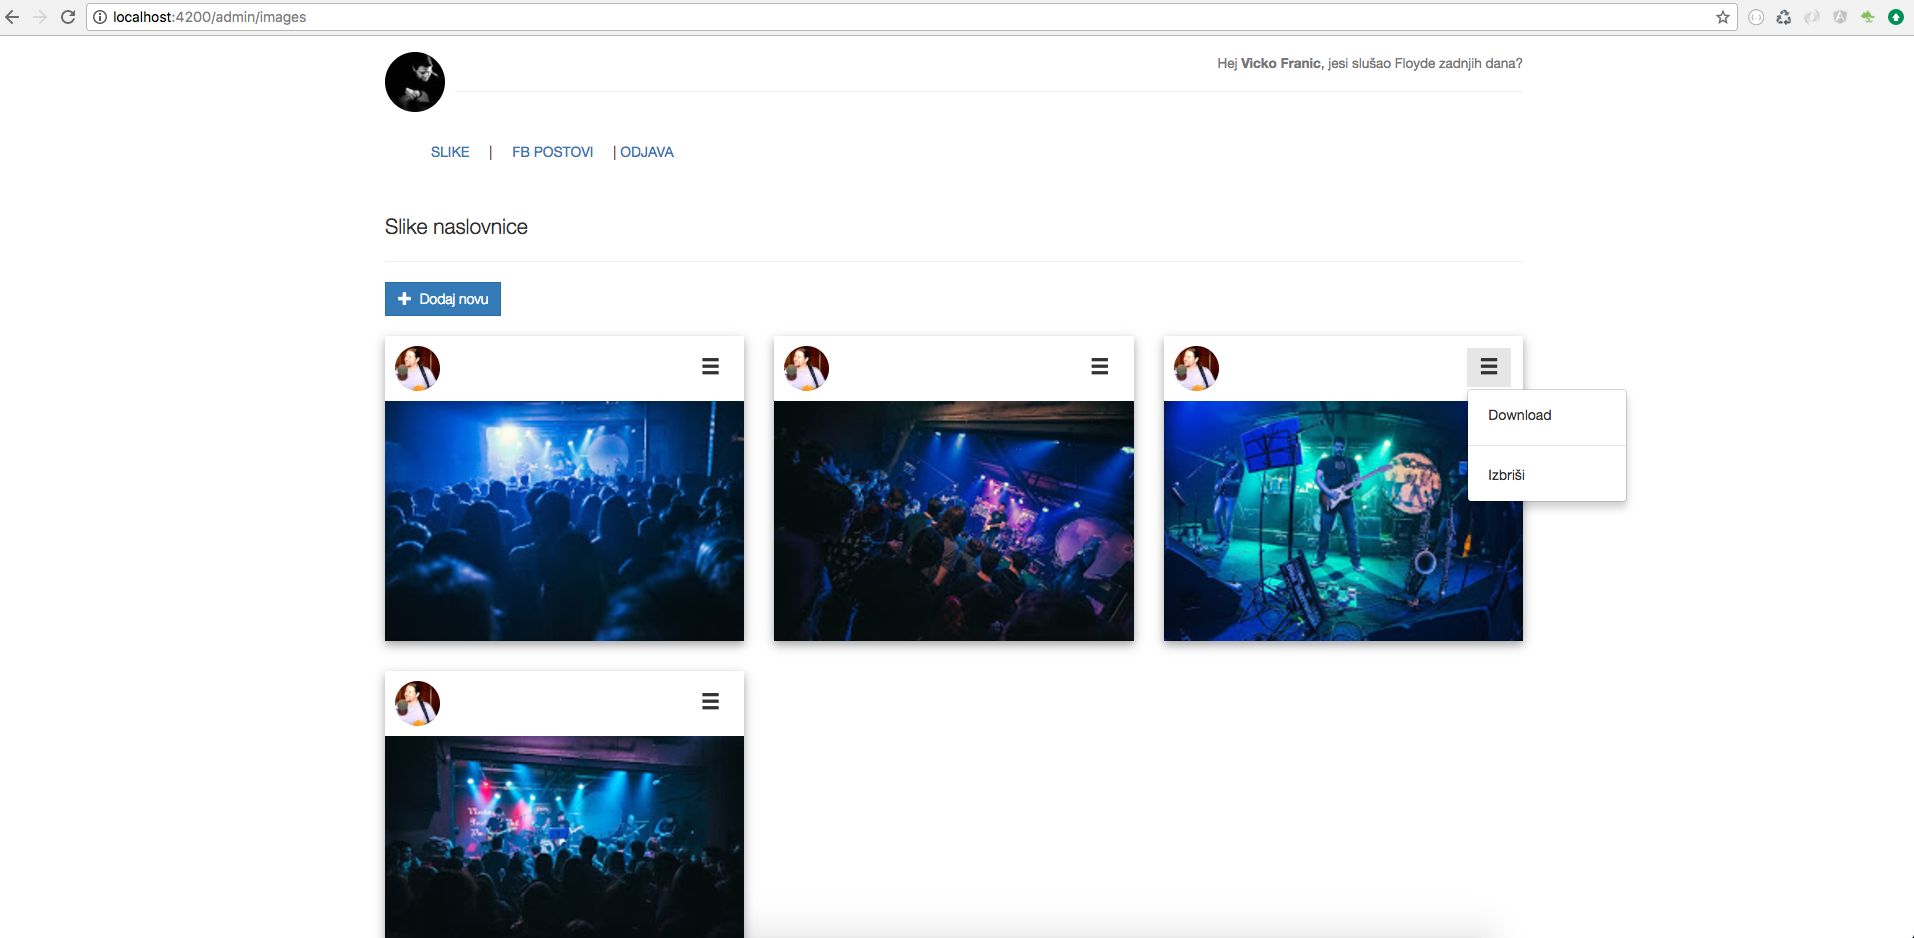 localhost:4200/admin/images
Hej Vicko Franic, jesi slušao Floyde zadnjih dana?
SLIKE | FB POSTOVI | ODJAVA
Slike naslovnice
Dodaj novu
Download
Izbriši